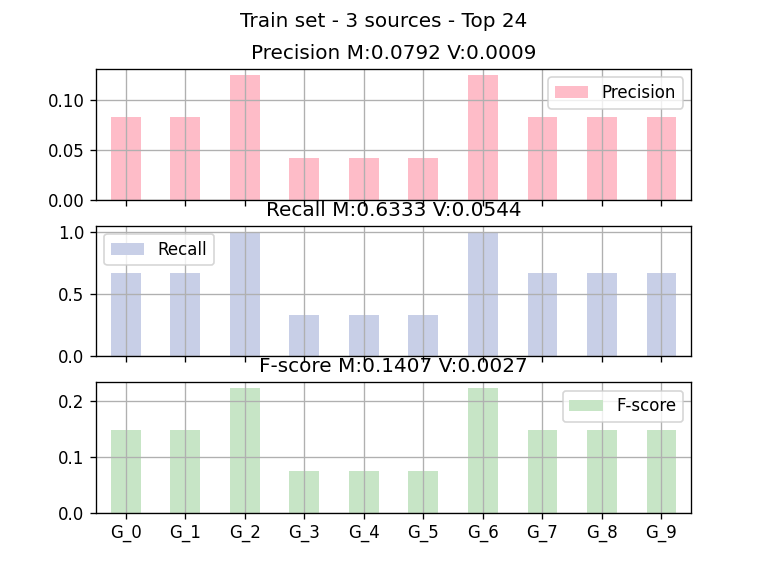 Train set - 3 sources - Top 24
Precision M:0.0792 V:0.0009
0.10
0.05
0.00
Precision
Recall M:0.6333 V:0.0544
1.0
0.5
0.0
Recall
F-score M:0.1407 V:0.0027
0.2
0.1
0.0
F-score
G_0 G_1 G_2 G_3 G_4 G_5 G_6 G_7 G_8 G_9